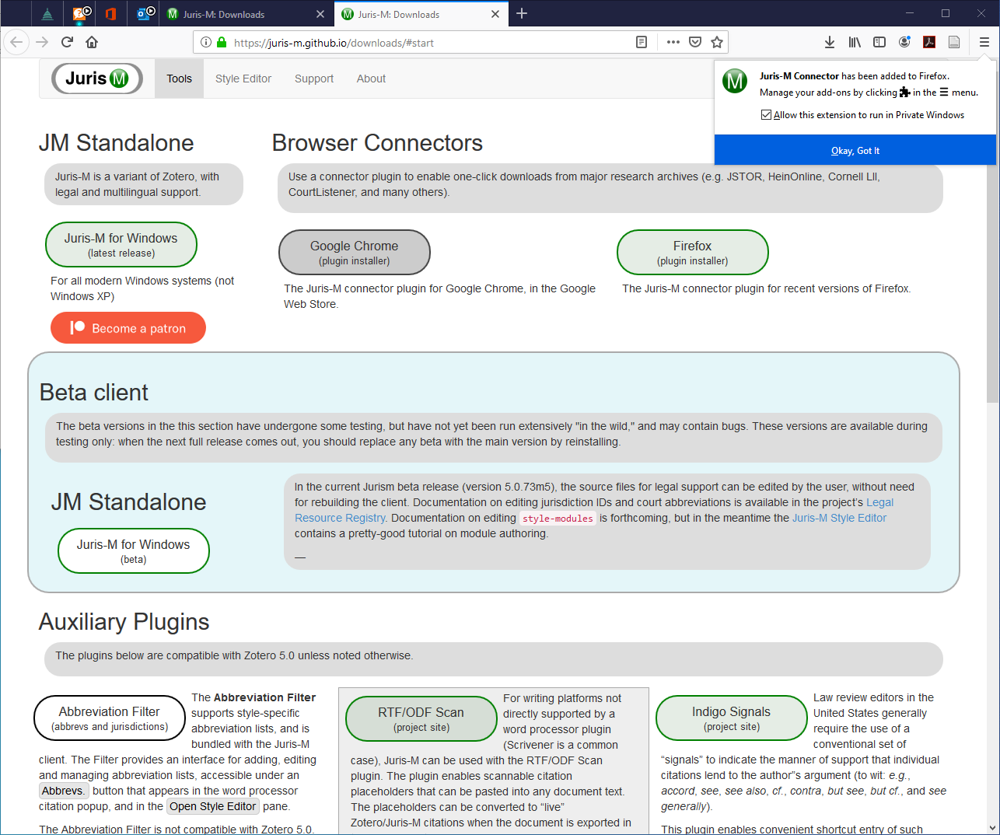 Juris-M: Downloads
Juris-M: Downloads
https://juris-m.github.io/downloads/#start
Juris M
Tools
Style Editor
Support
About
Juris-M Connector has been added to Firefox.
Manage your add-ons by clicking in the menu.
Allow this extension to run in Private Windows
Okay, Got It
JM Standalone
Juris-M is a variant of Zotero, with
legal and multilingual support.
Juris-M for Windows
(latest release)
For all modern Windows systems (not
Windows XP)
Become a patron
Browser Connectors
Use a connector plugin to enable one-click downloads from major research archives (e.g. JSTOR, HeinOnline, Cornell LII,
CourtListener, and many others).
Google Chrome
(plugin installer)
The Juris-M connector plugin for Google Chrome, in the Google
Web Store.
Firefox
(plugin installer)
The Juris-M connector plugin for recent versions of Firefox.
Beta client
The beta versions in the this section have undergone some testing, but have not yet been run extensively "in the wild," and may contain bugs. These versions are available during
testing only: when the next full release comes out, you should replace any beta with the main version by reinstalling.
JM Standalone
Juris-M for Windows
(beta)
In the current Jurism beta release (version 5.0.73m5), the source files for legal support can be edited by the user, without need
for rebuilding the client. Documentation on editing jurisdiction IDs and court abbreviations is available in the project's Legal
Resource Registry. Documentation on editing style-modules is forthcoming, but in the meantime the Juris-M Style Editor
contains a pretty-good tutorial on module authoring.
—
Auxiliary Plugins
The plugins below are compatible with Zotero 5.0 unless noted otherwise.
Abbreviation Filter
(abbrevs and jurisdictions)
The Abbreviation Filter
supports style-specific
abbreviation lists, and is
bundled with the Juris-M
client. The Filter provides an interface for adding, editing
and managing abbreviation lists, accessible under an
Abbrevs. button that appears in the word processor
citation popup, and in the Open Style Editor pane.
The Abbreviation Filter is not compatible with Zotero 5.0.
RTF/ODF Scan
(project site)
For writing platforms not
directly supported by a
word processor plugin
(Scrivener is a common
case), Juris-M can be used with the RTF/ODF Scan
plugin. The plugin enables scannable citation
placeholders that can be pasted into any document text.
The placeholders can be converted to “live”
Zotero/Juris-M citations when the document is exported in
Indigo Signals
(project site)
Law review editors in the
United States generally
require the use of a
conventional set of
“signals” to indicate the manner of support that individual
citations lend to the author”s argument (to wit: e.g.,
accord, see, see also, cf., contra, but see, but cf., and see
generally).
This plugin enables convenient shortcut entry of such